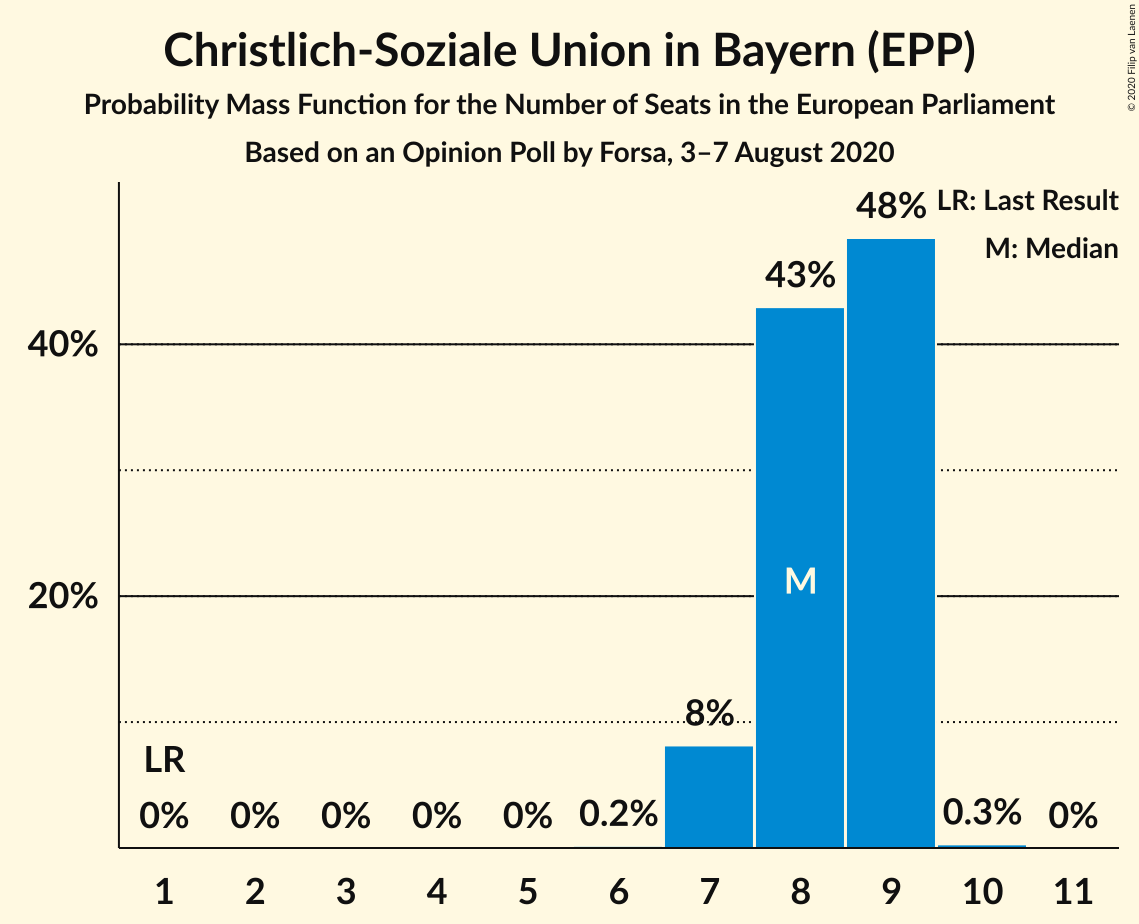 Christlich-Soziale Union in Bayern (EPP)
Probability Mass Function for the Number of Seats in the European Parliament
Based on an Opinion Poll by Forsa, 3–7 August 2020
© 2020 Filip van Laenen
LR: Last Result
M: Median
48%
43%
40%
M
20%
8%
LR
0% 0% 0% 0% 0% 0.2% 0.3% 0%
1 2 3 4 5 6 7 8 9 10 11